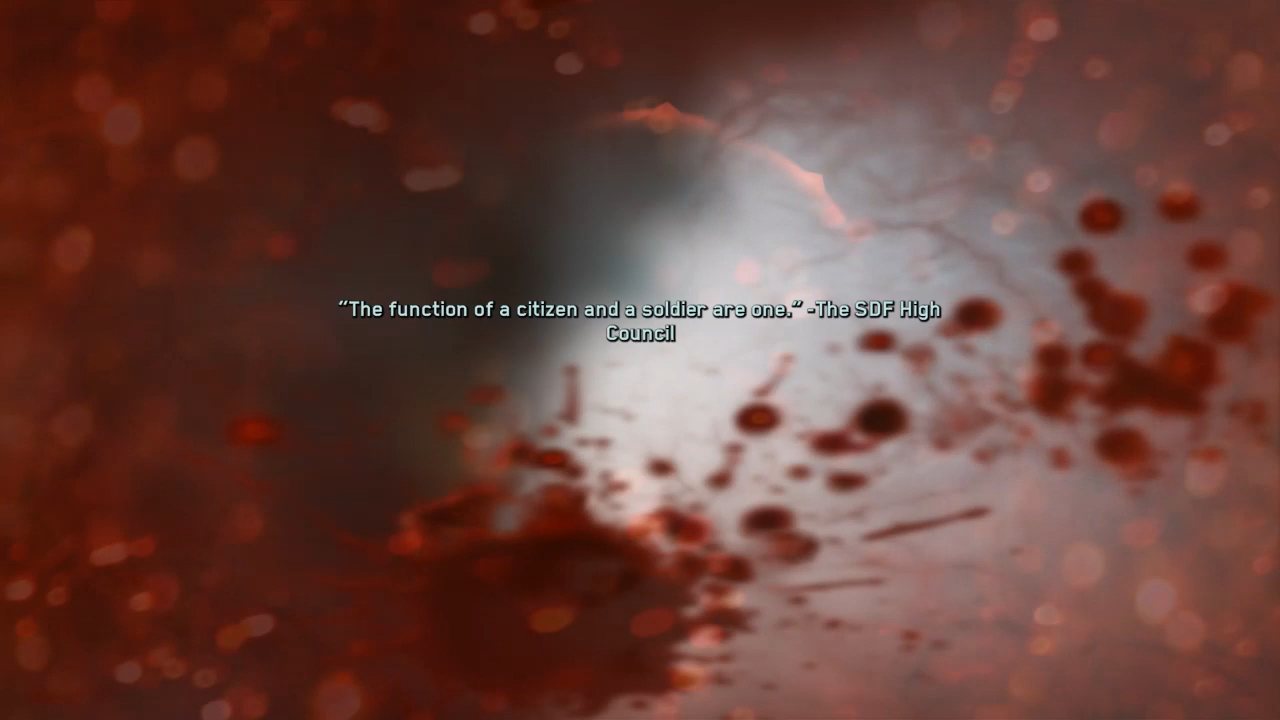 “The function of a citizen and a soldier are one.” -The SDF High
Council